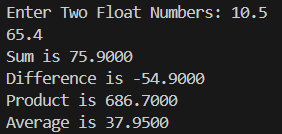 Enter Two Float Numbers: 10.5
65.4
Sum is 75.9000
Difference is -54.9000
Product is 686.7000
Average is 37.9500